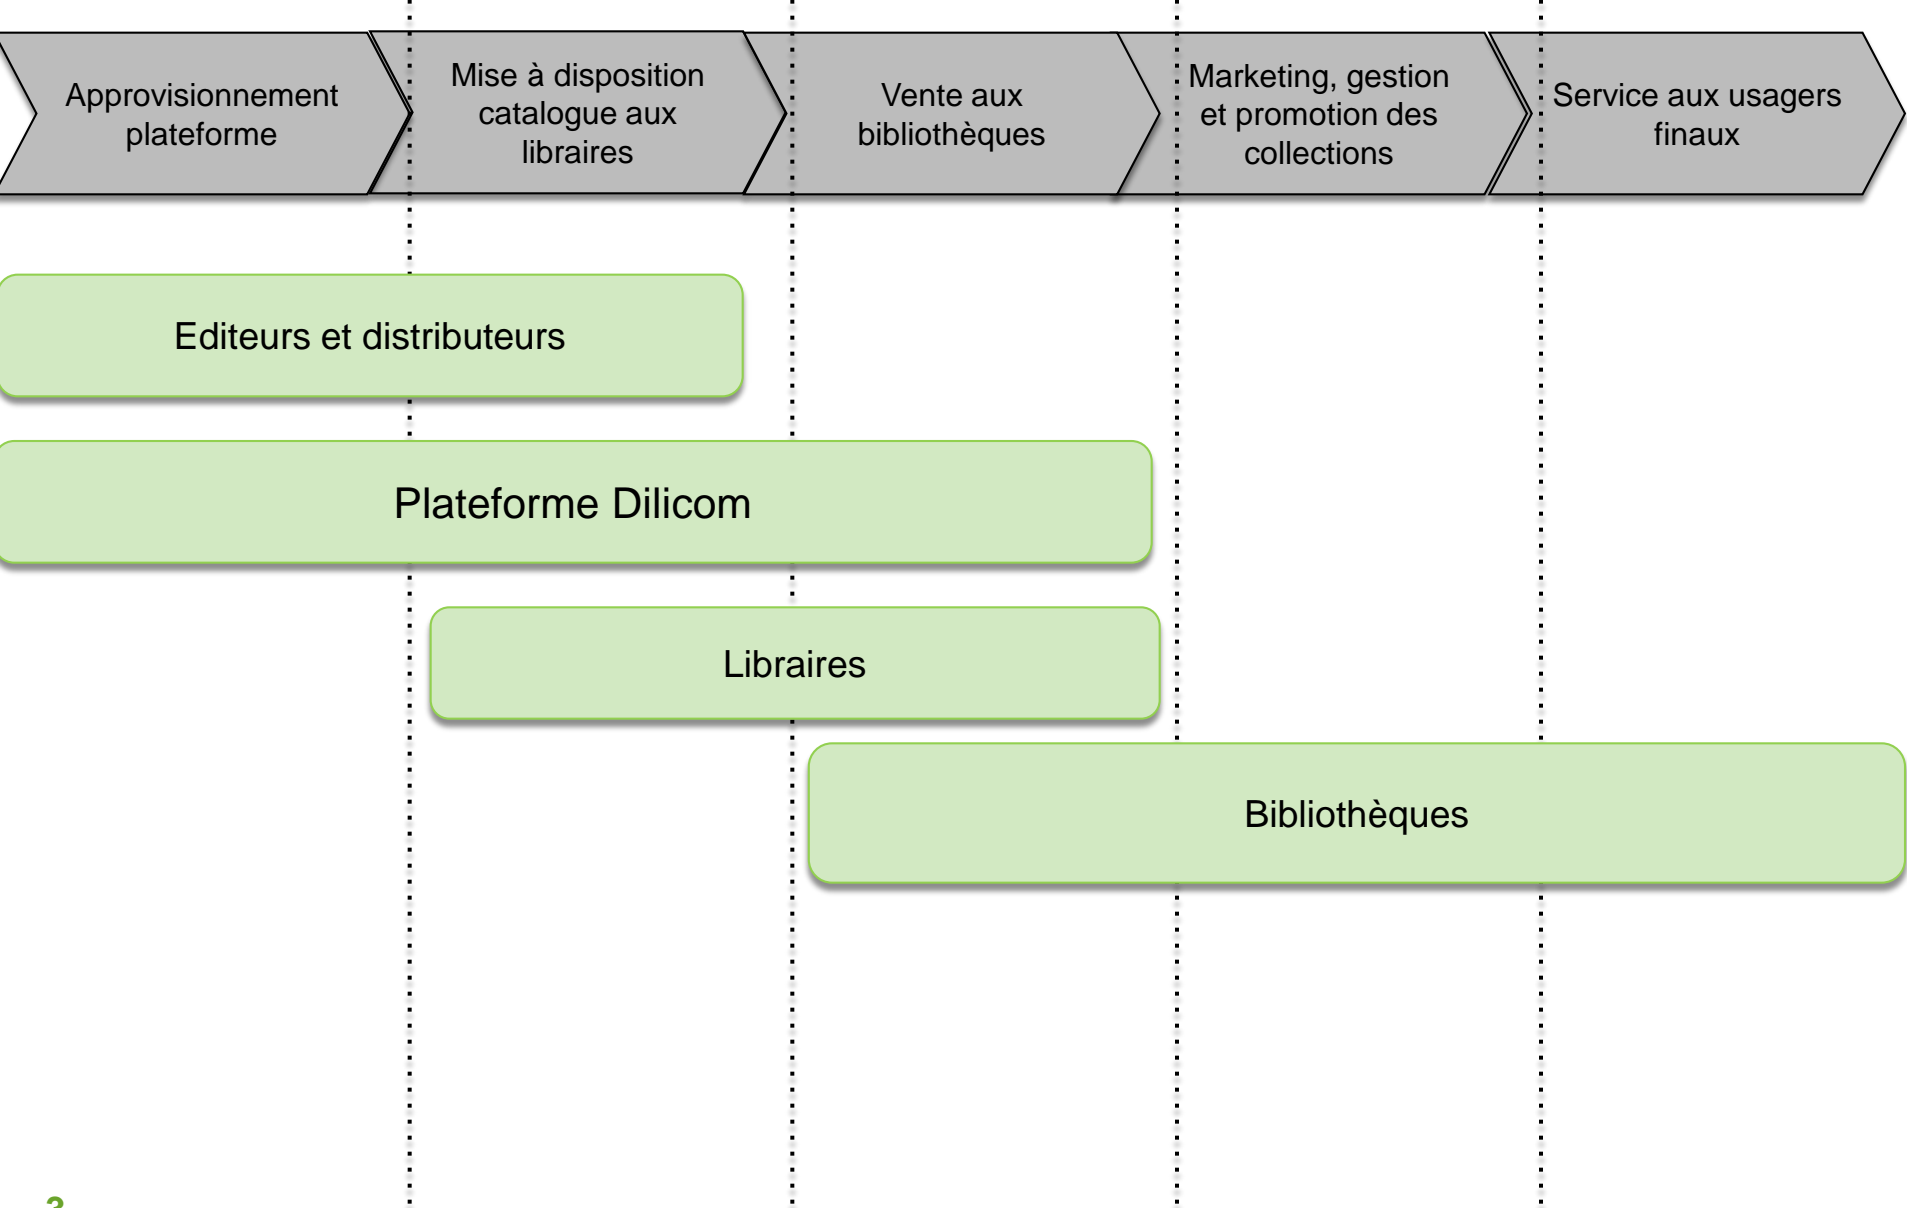 Approvisionnement
plateforme
Mise à disposition
catalogue aux
libraires
Vente aux
bibliothèques
Marketing, gestion
et promotion des
collections
Service aux usagers
finaux
Editeurs et distributeurs
Plateforme Dilicom
Libraires
Bibliothèques
3